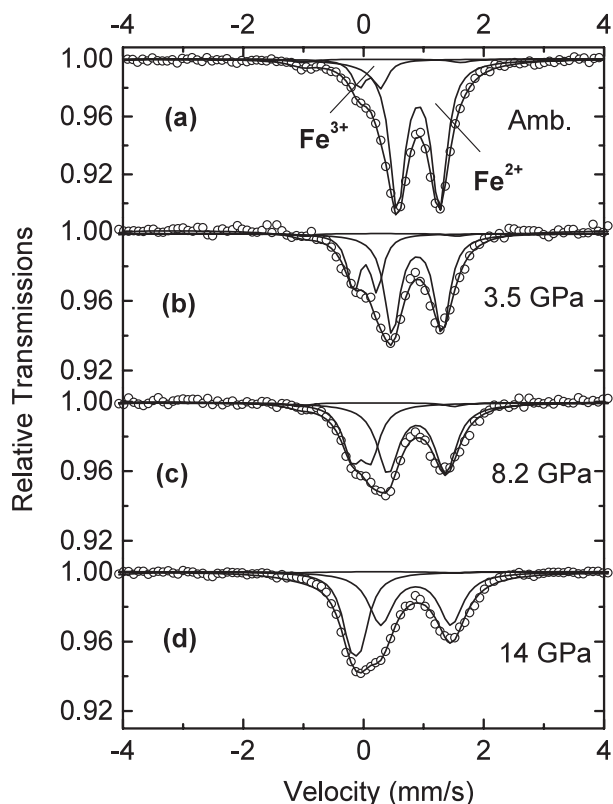 -4 -2 0 2 4
1.00
(a)
Fe3+
Amb.
0.96
Fe2+
0.92
1.00
(b)
0.96
3.5 GPa
0.92
1.00
(c)
0.96
8.2 GPa
0.92
1.00
(d)
0.96
14 GPa
0.92
-4 -2 0 2 4
Velocity (mm/s)
Relative Transmissions